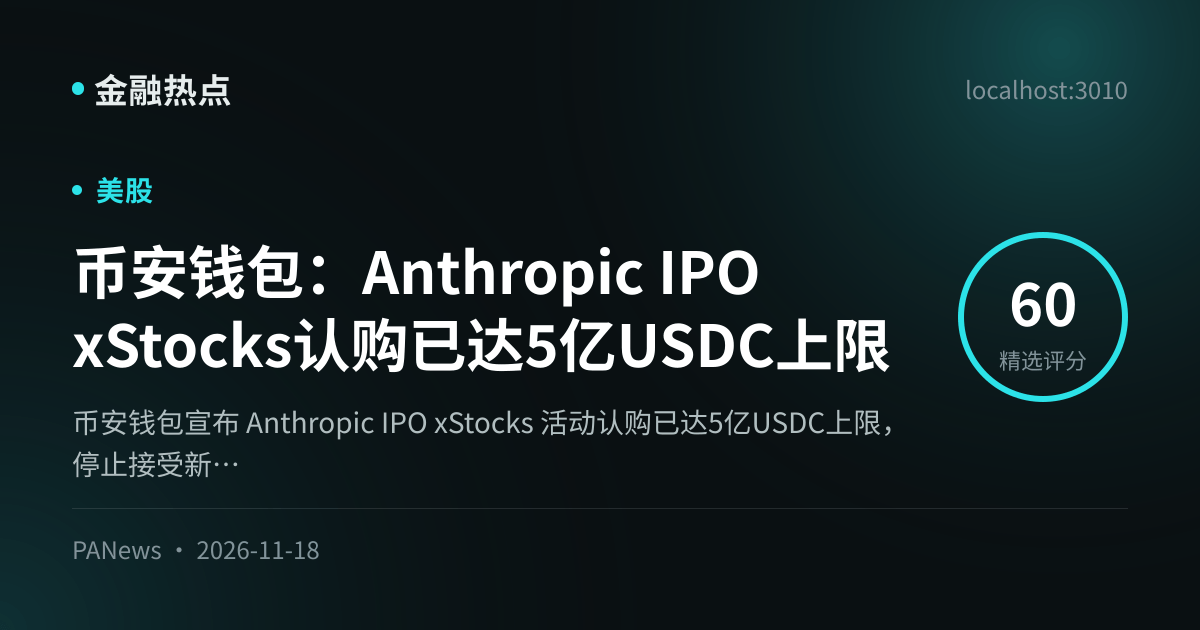 金融热点
localhost:3010
美股
币安钱包：Anthropic IPO
xStocks认购已达5亿USDC上限
60
精选评分
币安钱包宣布 Anthropic IPO xStocks 活动认购已达5亿USDC上限，
停止接受新…
PANews • 2026-11-18